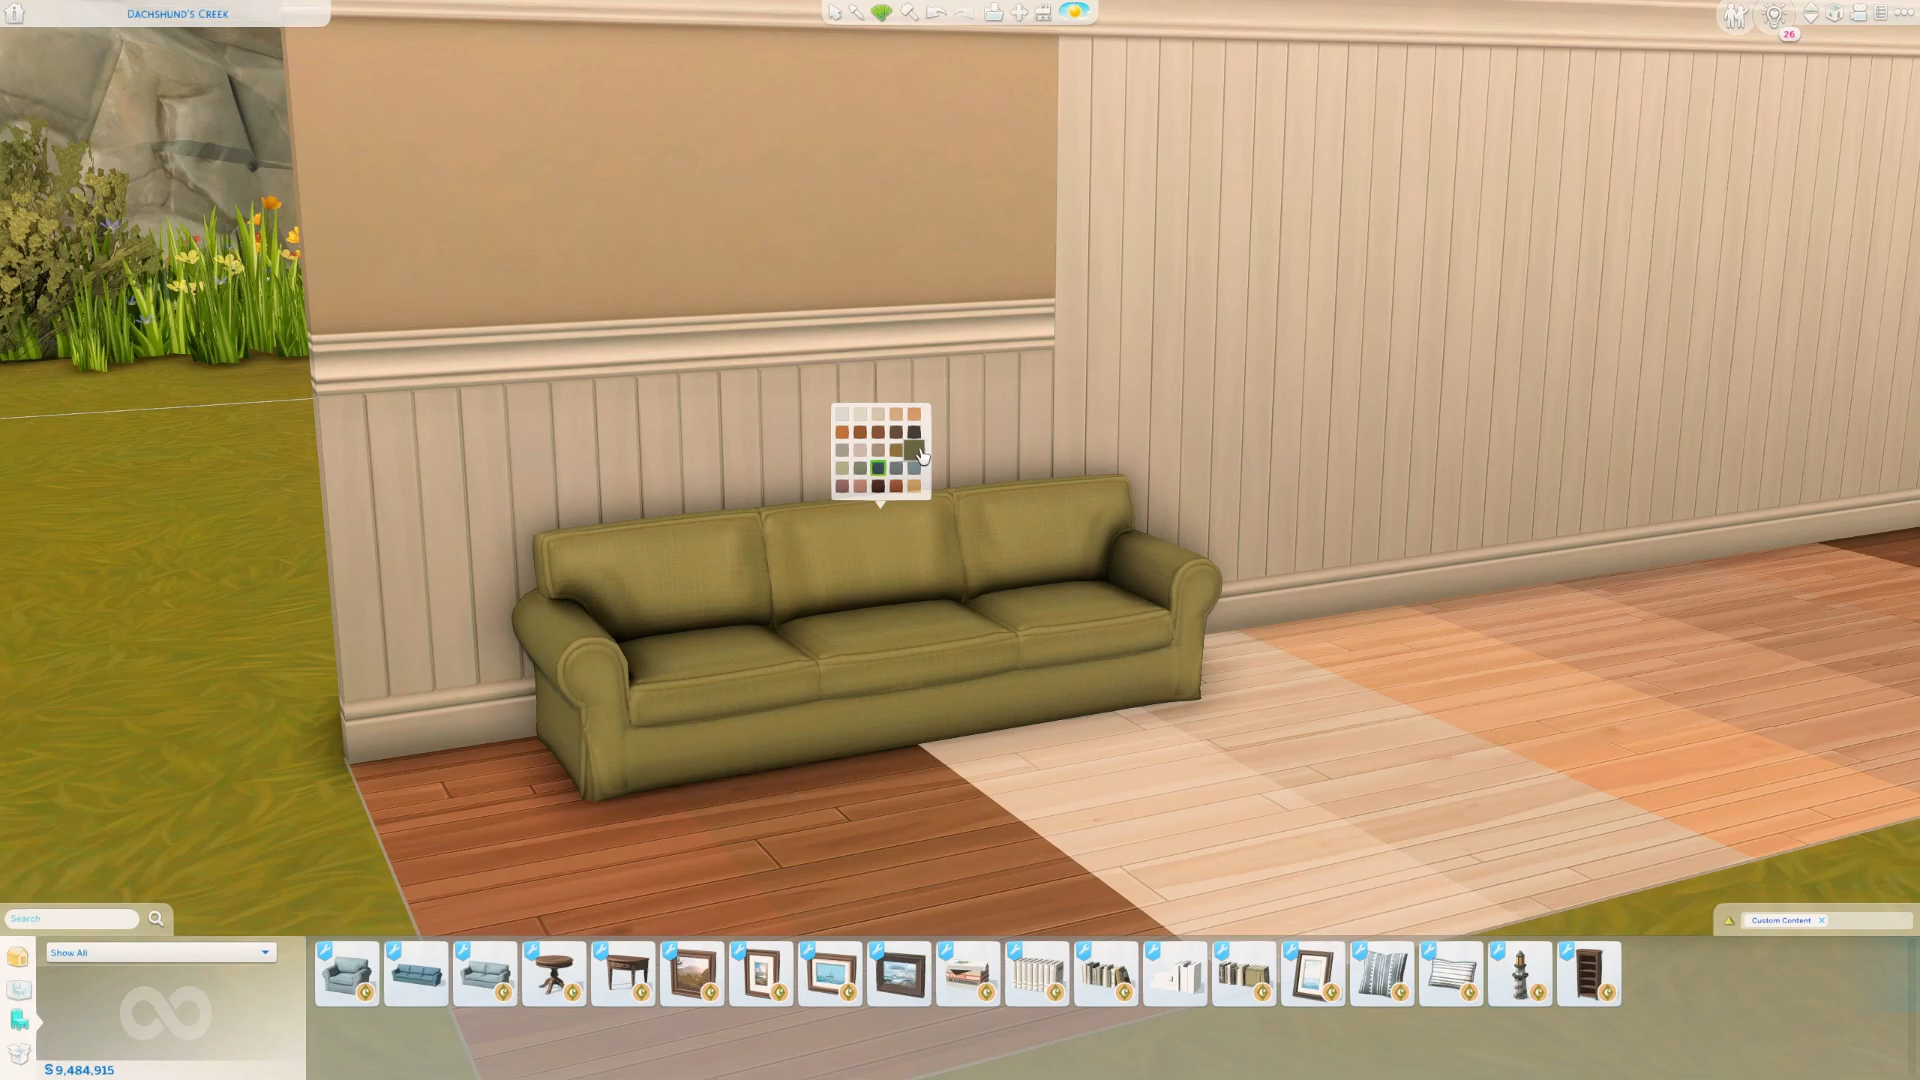 DACHSHUND'S CREEK
26
Search
Custom Content
Show All
§9,484,915